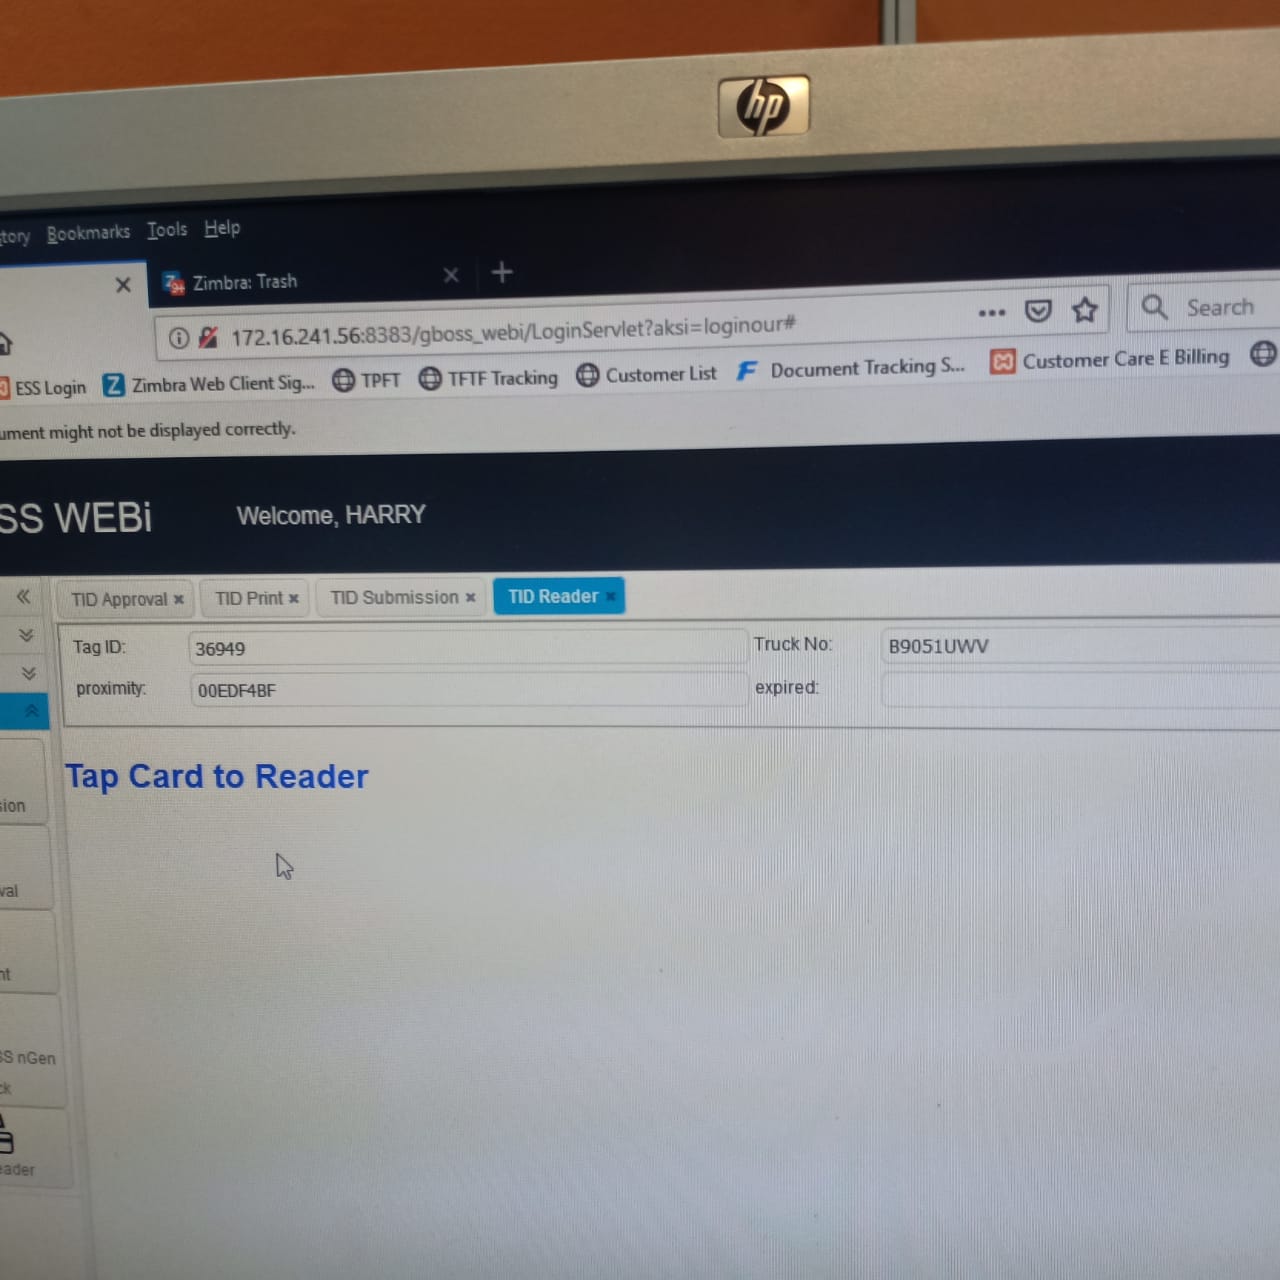 hp
tory Bookmarks Tools Help
Zimbra: Trash
172.16.241.56:8383/gboss_webi/LoginServlet?aksi=loginour#
Search
ESS Login Zimbra Web Client Sig... TPFT TFTF Tracking Customer List Document Tracking S... Customer Care E Billing
ument might not be displayed correctly.
SS WEBi Welcome, HARRY
TID Approval TID Print TID Submission TID Reader
Tag ID: 36949 Truck No: B9051UWV
proximity: 00EDF4BF expired:
Tap Card to Reader
sion
val
nt
SS nGen
ck
eader